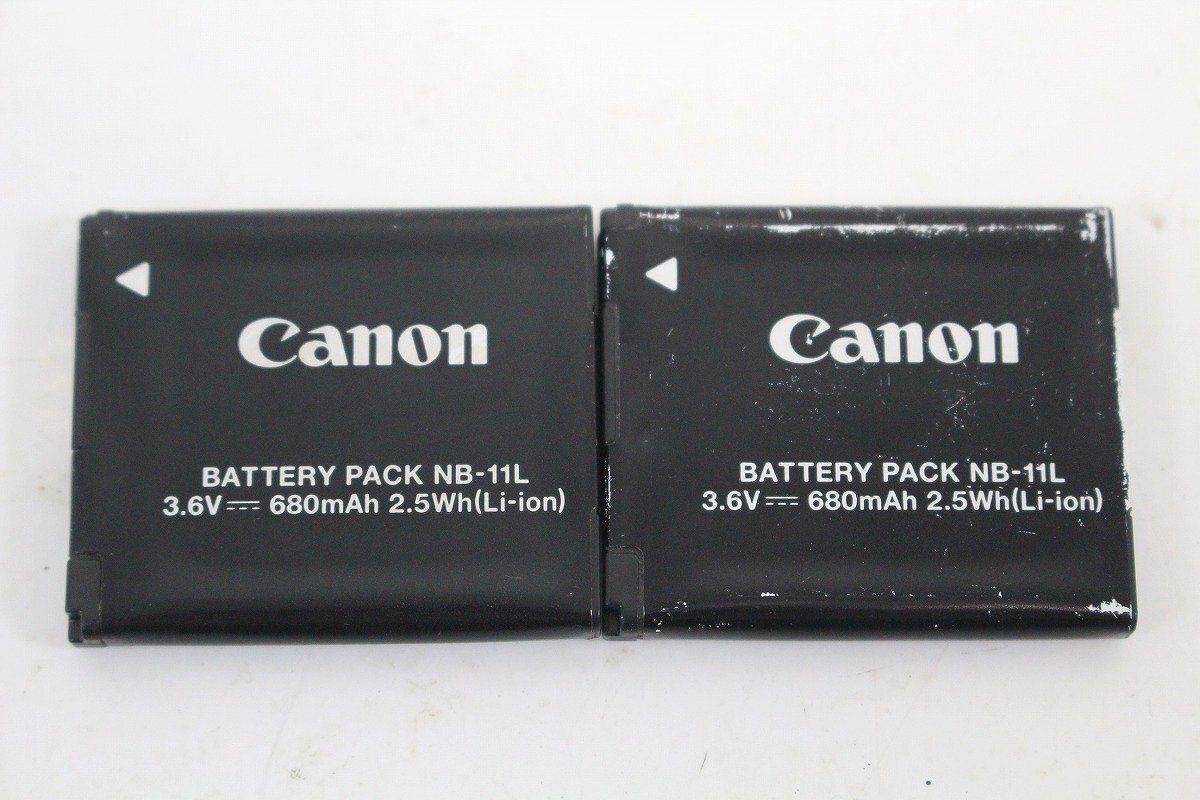 Canon
BATTERY PACK NB-11L
3.6V⎓ 680mAh 2.5Wh(Li-ion)
Canon
BATTERY PACK NB-11L
3.6V⎓ 680mAh 2.5Wh(Li-ion)